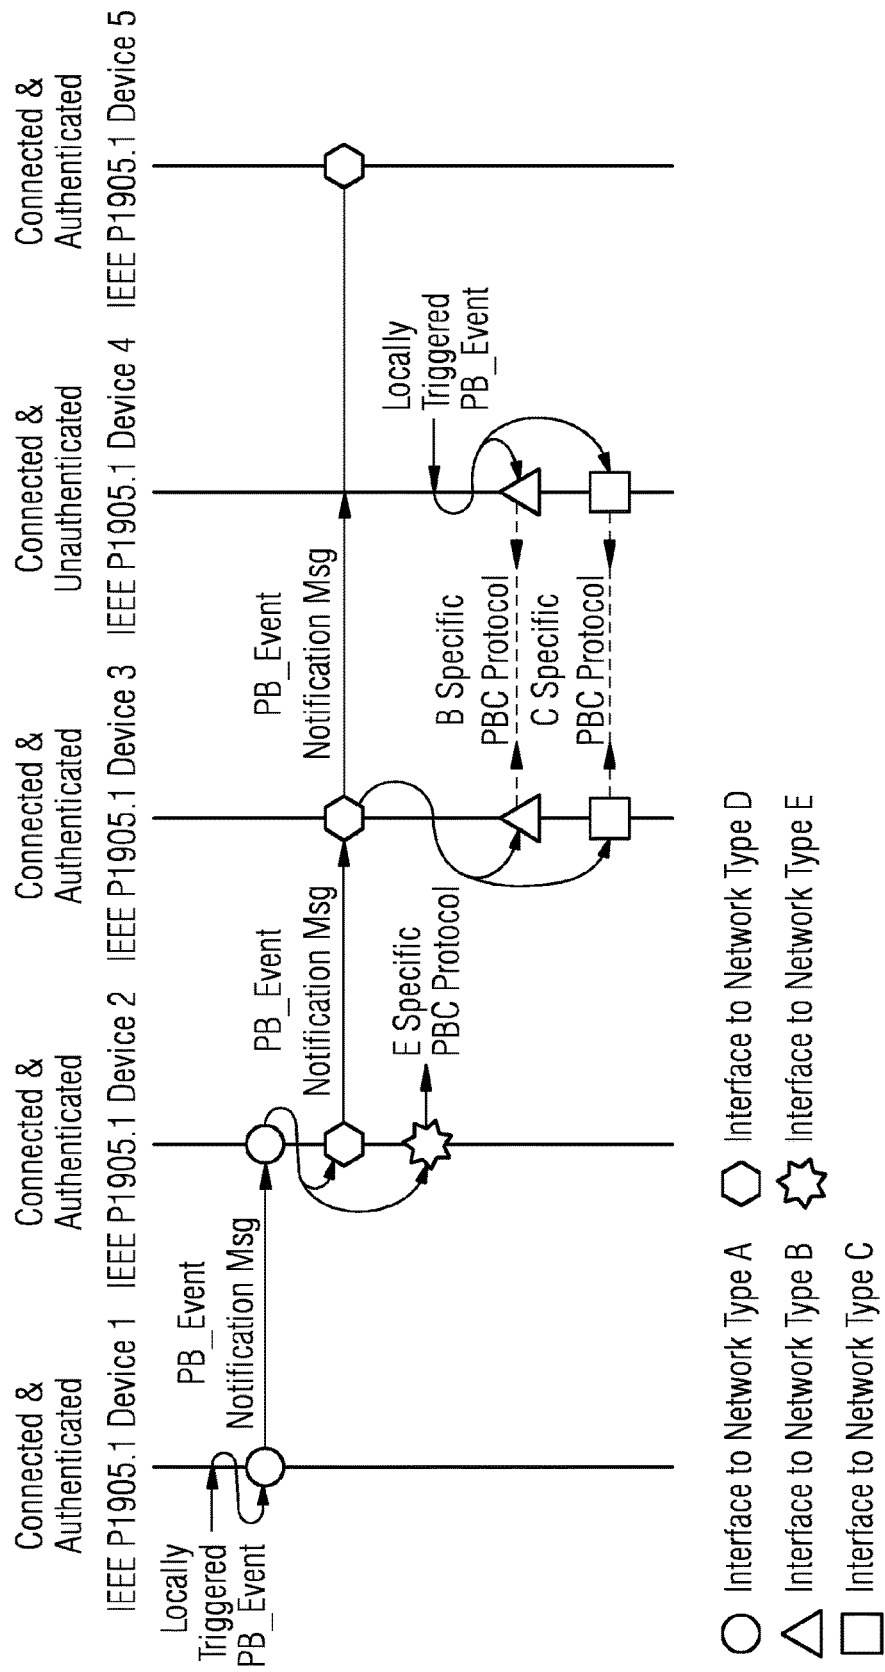 Connected &
Authenticated
IEEE P1905.1 Device 1
Connected &
Authenticated
IEEE P1905.1 Device 2
Connected &
Authenticated
IEEE P1905.1 Device 3
Connected &
Unauthenticated
IEEE P1905.1 Device 4
Connected &
Authenticated
IEEE P1905.1 Device 5
Locally
Triggered
PB_Event
PB_Event
Notification Msg
PB_Event
Notification Msg
PB_Event
Notification Msg
E Specific
PBC Protocol
Locally
Triggered
PB_Event
B Specific
PBC Protocol
C Specific
PBC Protocol
Interface to Network Type A
Interface to Network Type B
Interface to Network Type C
Interface to Network Type D
Interface to Network Type E